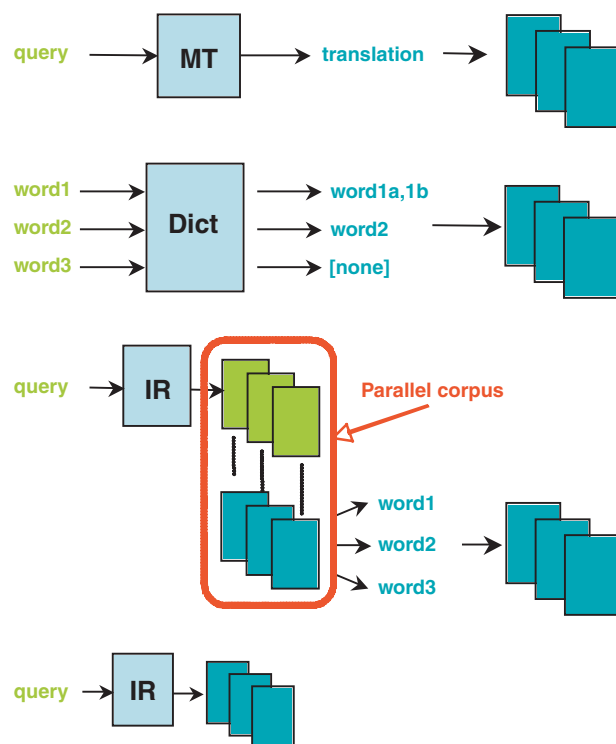 query MT translation
word1 word1a,1b
word2 Dict word2
word3 [none]
query IR Parallel corpus
word1
word2
word3
query IR